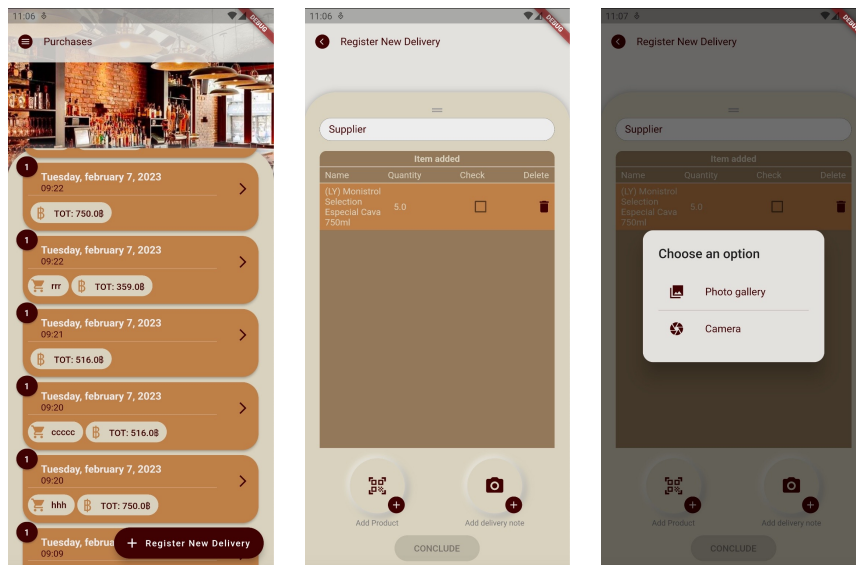 11:06
DEBUG
Purchases
1
Tuesday, february 7, 2023
09:22
TOT: 750.0฿
1
Tuesday, february 7, 2023
09:22
rrr
TOT: 359.0฿
1
Tuesday, february 7, 2023
09:21
TOT: 516.0฿
1
Tuesday, february 7, 2023
09:20
ccccc
TOT: 516.0฿
1
Tuesday, february 7, 2023
09:20
hhh
TOT: 750.0฿
1
Tuesday, februa
09:09
+ Register New Delivery
11:06
DEBUG
Register New Delivery
Supplier
Item added
Name Quantity Check Delete
(LY) Monistrol
Selection
Especial Cava
750ml
5.0
Add Product
Add delivery note
CONCLUDE
11:07
DEBUG
Register New Delivery
Supplier
Item added
Name Quantity Check Delete
(LY) Monistrol
Selection
Especial Cava
750ml
5.0
Choose an option
Photo gallery
Camera
Add Product
Add delivery note
CONCLUDE